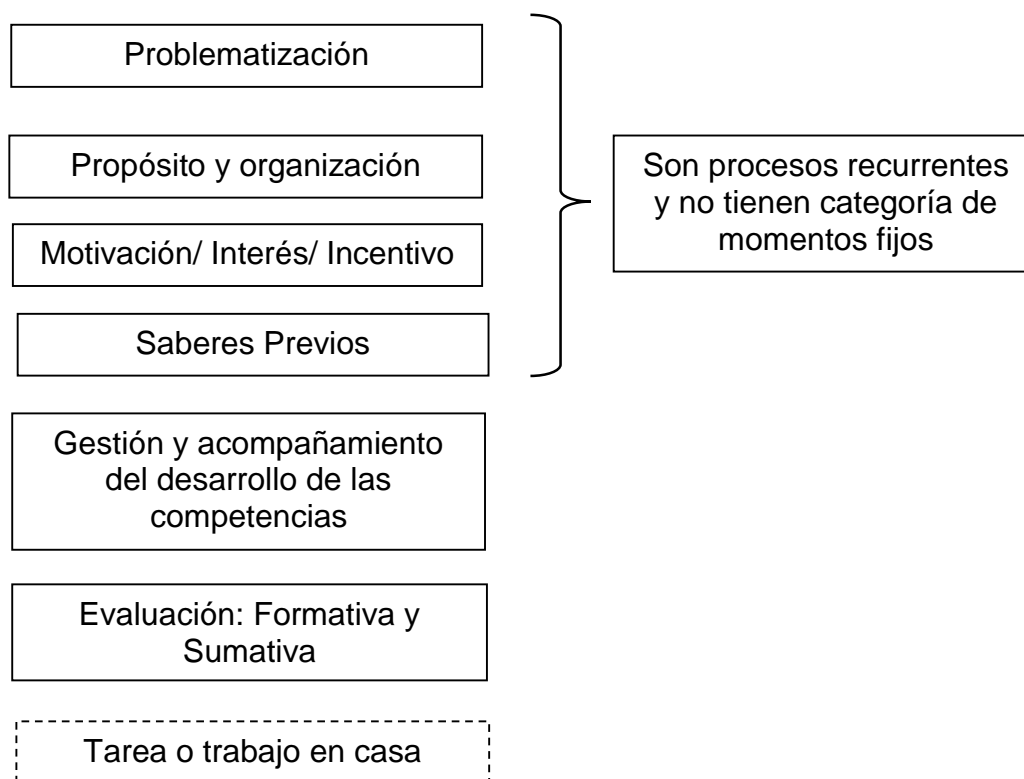 Problematización
Propósito y organización
Motivación/ Interés/ Incentivo
Saberes Previos
Son procesos recurrentes
y no tienen categoría de
momentos fijos
Gestión y acompañamiento
del desarrollo de las
competencias
Evaluación: Formativa y
Sumativa
Tarea o trabajo en casa